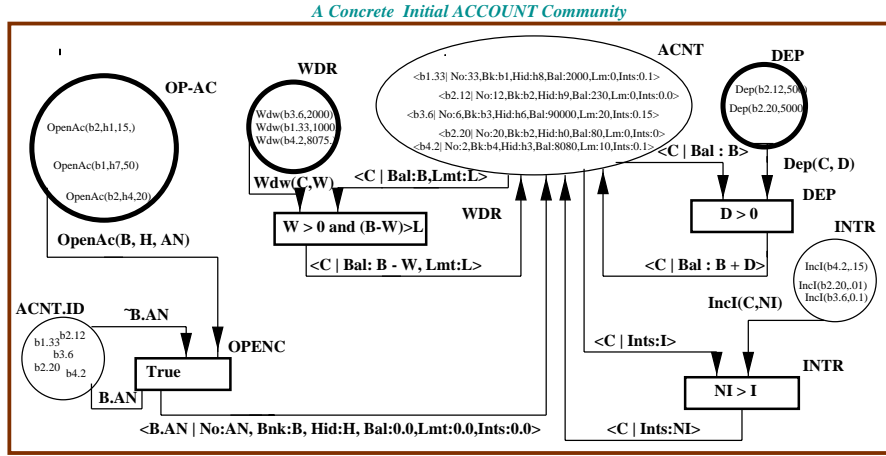 A Concrete Initial ACCOUNT Community
ACNT
DEP
WDR
OP-AC
<b1.33| No:33,Bk:b1,Hid:h8,Bal:2000,Lm:0,Ints:0.1>
<b2.12| No:12,Bk:b2,Hid:h9,Bal:230,Lm:0,Ints:0.0>
<b3.6| No:6,Bk:b3,Hid:h6,Bal:90000,Lm:20,Ints:0.15>
<b2.20| No:20,Bk:b2,Hid:h0,Bal:80,Lm:0,Ints:0>
<b4.2| No:2,Bk:b4,Hid:h3,Bal:8080,Lm:10,Ints:0.1>
Dep(b2.12,500)
Dep(b2.20,5000)
Wdw(b3.6,2000)
Wdw(b1.33,1000)
Wdw(b4.2,8075.)
OpenAc(b2,h1,15,)
OpenAc(b1,h7,50)
OpenAc(b2,h4,20)
<C | Bal : B>
Dep(C, D)
Wdw(C,W)
<C | Bal:B,Lmt:L>
WDR
DEP
W > 0 and (B-W)>L
D > 0
OpenAc(B, H, AN)
INTR
<C | Bal: B - W, Lmt:L>
<C | Bal : B + D>
IncI(b4.2,.15)
IncI(b2.20,.01)
IncI(b3.6,0.1)
IncI(C,NI)
ACNT.ID
~B.AN
b1.33
b2.12
b3.6
b2.20
b4.2
OPENC
<C | Ints:I>
True
INTR
NI > I
B.AN
<B.AN | No:AN, Bnk:B, Hid:H, Bal:0.0,Lmt:0.0,Ints:0.0>
<C | Ints:NI>